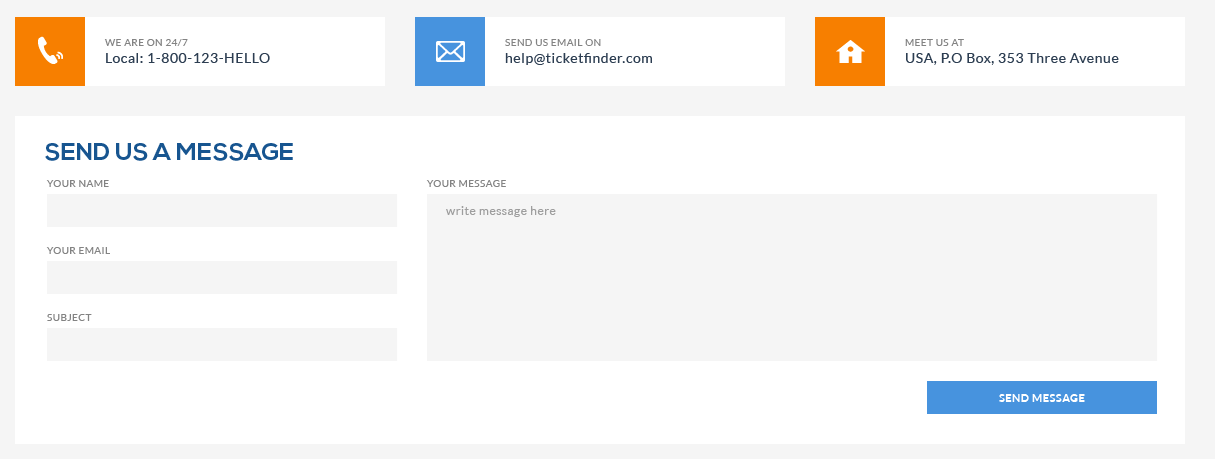 WE ARE ON 24/7
Local: 1-800-123-HELLO
SEND US EMAIL ON
help@ticketfinder.com
MEET US AT
USA, P.O Box, 353 Three Avenue
SEND US A MESSAGE
YOUR NAME
YOUR EMAIL
SUBJECT
YOUR MESSAGE
write message here
SEND MESSAGE